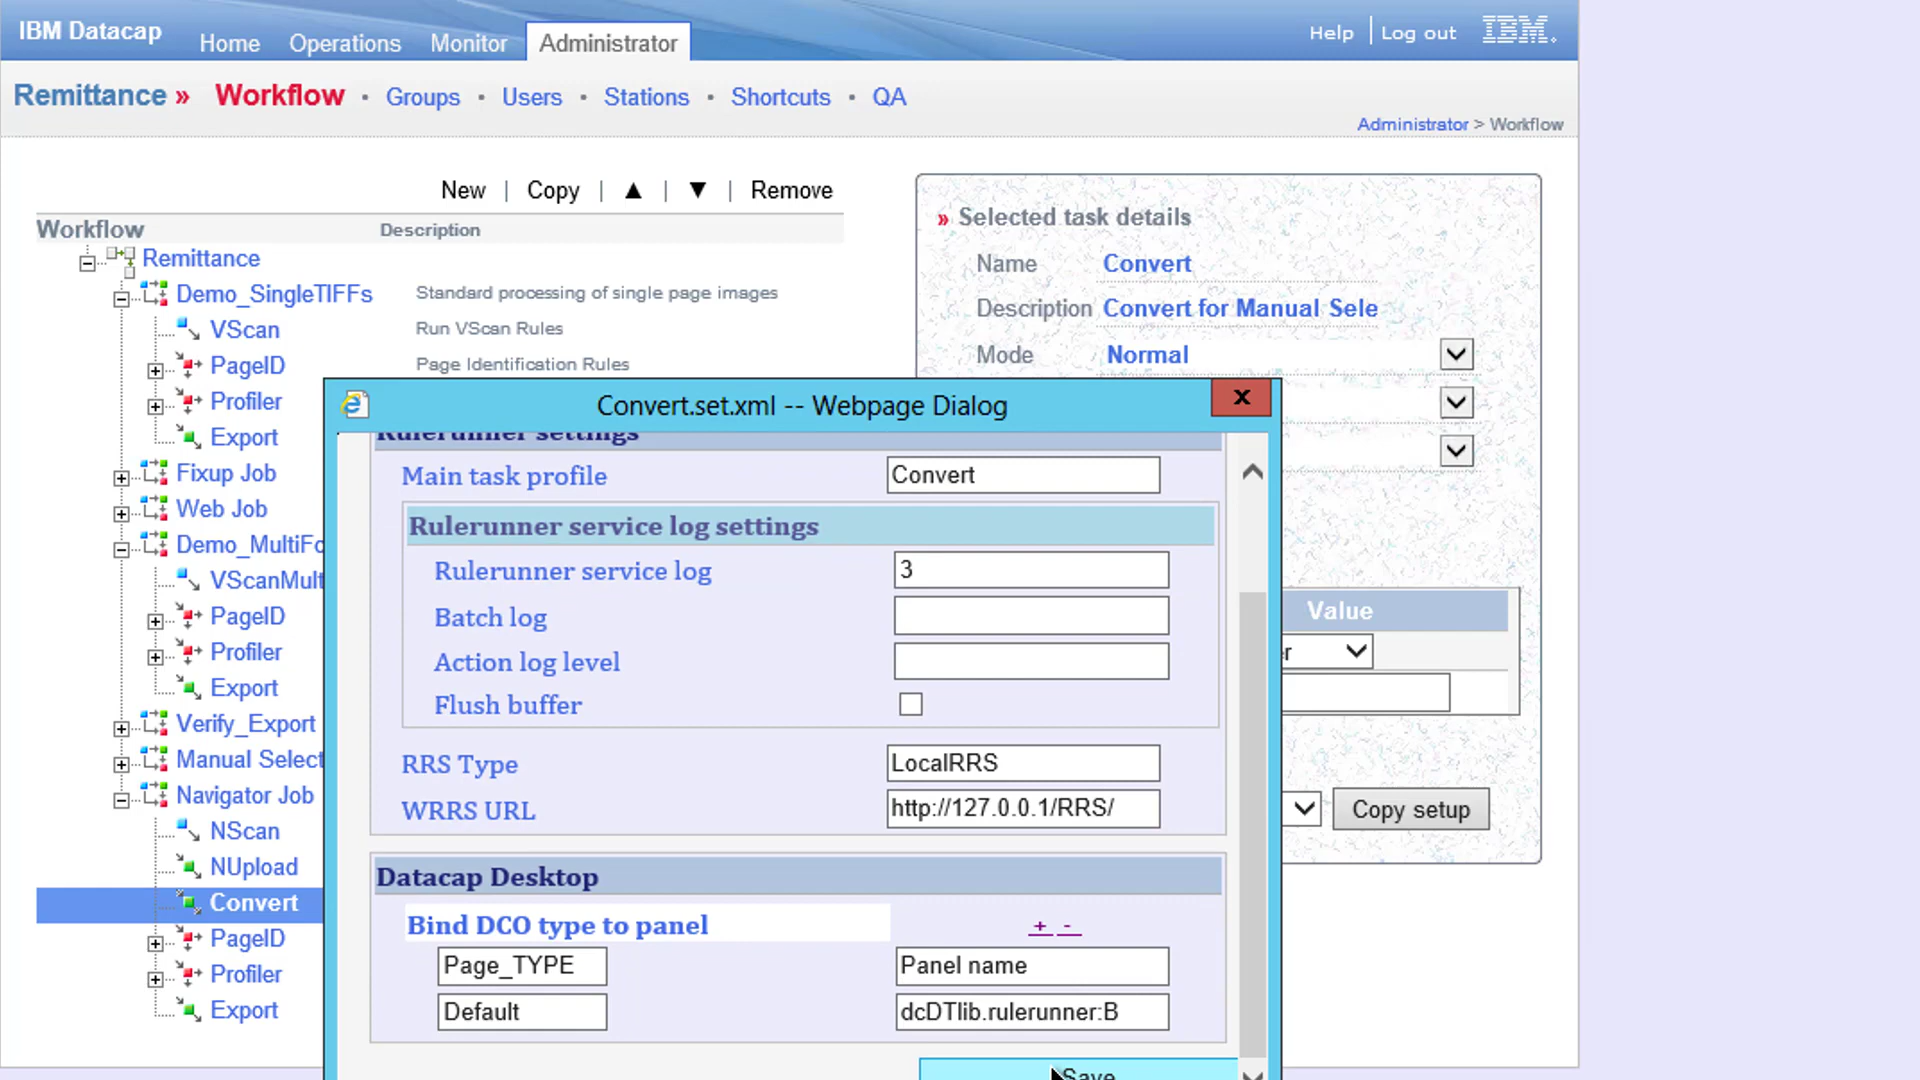 IBM Datacap
Home Operations Monitor Administrator
Help | Log out IBM
Remittance » Workflow • Groups • Users • Stations • Shortcuts • QA
Administrator > Workflow
New | Copy | ▲ | ▼ | Remove
Workflow Description
Remittance
Demo_SingleTIFFs Standard processing of single page images
VScan Run VScan Rules
PageID Page Identification Rules
Profiler
Export
Fixup Job
Web Job
Demo_MultiFo
VScanMult
PageID
Profiler
Export
Verify_Export
Manual Select
Navigator Job
NScan
NUpload
Convert
PageID
Profiler
Export
» Selected task details
Name Convert
Description Convert for Manual Sele
Mode Normal
Value
Copy setup
Convert.set.xml -- Webpage Dialog
x
Rulerunner settings
Main task profile Convert
Rulerunner service log settings
Rulerunner service log 3
Batch log
Action log level
Flush buffer
RRS Type LocalRRS
WRRS URL http://127.0.0.1/RRS/
Datacap Desktop
Bind DCO type to panel + -
Page_TYPE Panel name
Default dcDTlib.rulerunner:B
Save